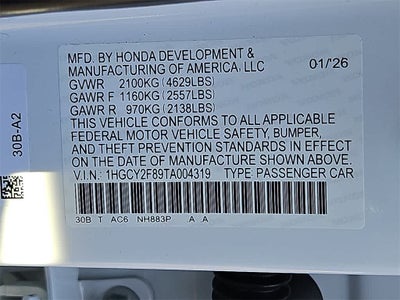 MFD. BY HONDA DEVELOPMENT &
MANUFACTURING OF AMERICA, LLC 01/'26
GVWR 2100KG (4629LBS)
GAWR F 1160KG (2557LBS)
GAWR R 970KG (2138LBS)
THIS VEHICLE CONFORMS TO ALL APPLICABLE
FEDERAL MOTOR VEHICLE SAFETY, BUMPER,
AND THEFT PREVENTION STANDARDS IN EFFECT
ON THE DATE OF MANUFACTURE SHOWN ABOVE.
V.I.N.: 1HGCY2F89TA004319 TYPE: PASSENGER CAR
30B T AC6 NH883P A A
30B-A2